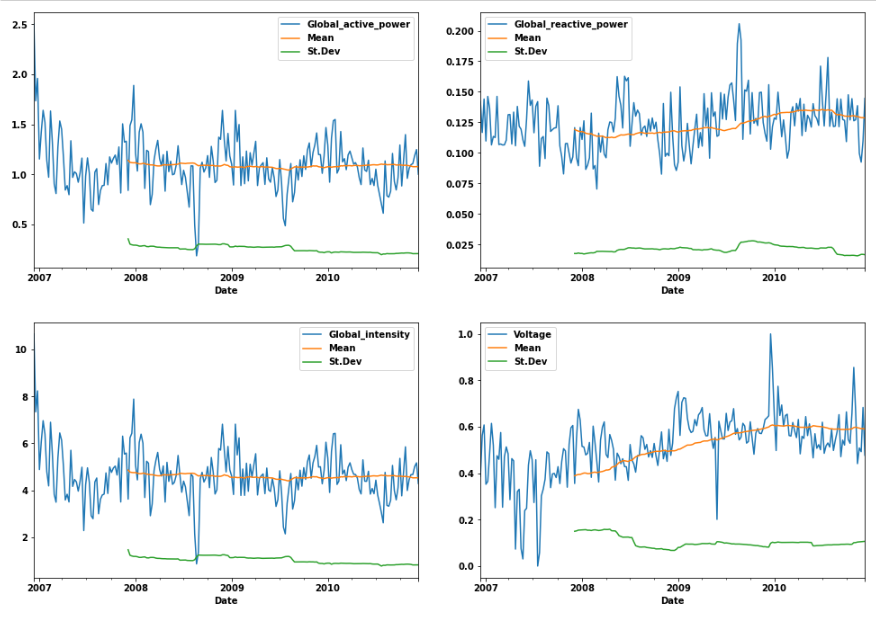 2.5
2.0
1.5
1.0
0.5
Global_active_power
Mean
St.Dev
2007
2008
2009
2010
Date
0.200
0.175
0.150
0.125
0.100
0.075
0.050
0.025
Global_reactive_power
Mean
St.Dev
2007
2008
2009
2010
Date
10
8
6
4
2
Global_intensity
Mean
St.Dev
2007
2008
2009
2010
Date
1.0
0.8
0.6
0.4
0.2
0.0
Voltage
Mean
St.Dev
2007
2008
2009
2010
Date